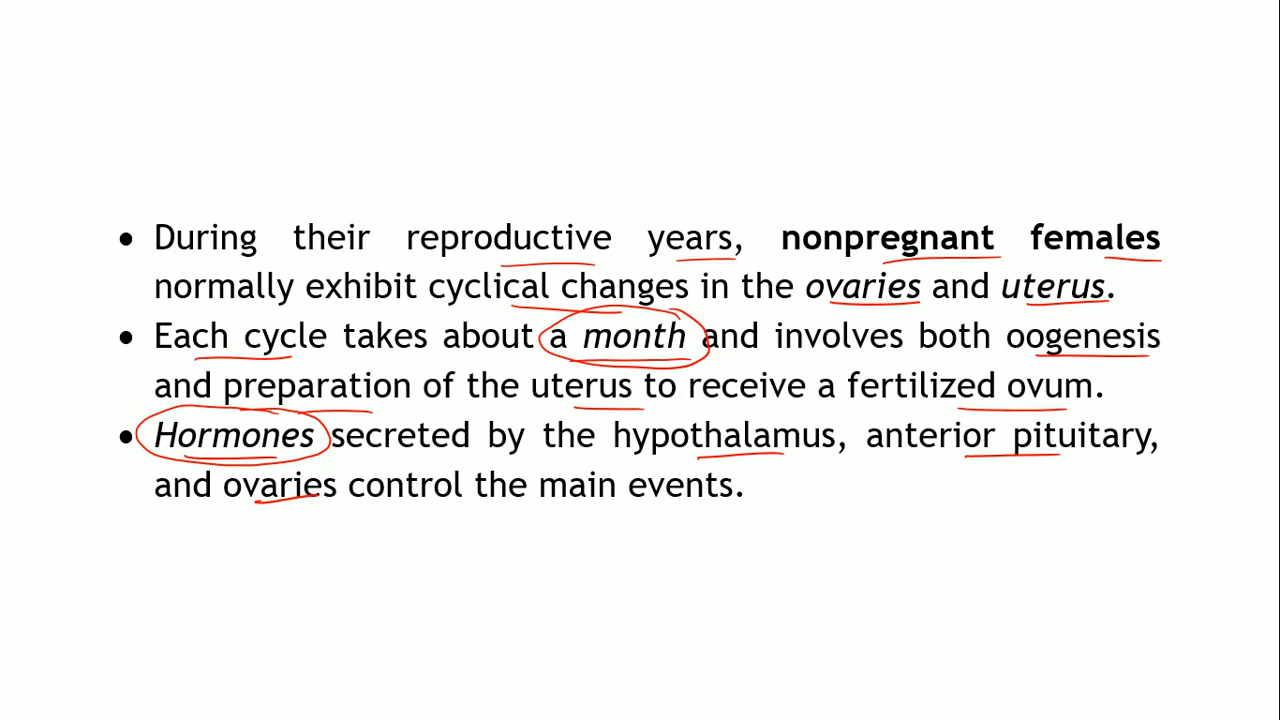 • During their reproductive years, nonpregnant females
normally exhibit cyclical changes in the ovaries and uterus.
• Each cycle takes about a month and involves both oogenesis
and preparation of the uterus to receive a fertilized ovum.
• Hormones secreted by the hypothalamus, anterior pituitary,
and ovaries control the main events.